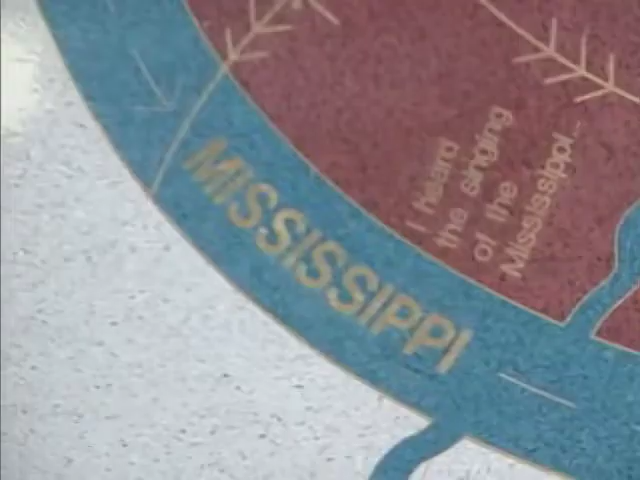 MISSISSIPPI
I heard
the singing
of the
Mississippi...